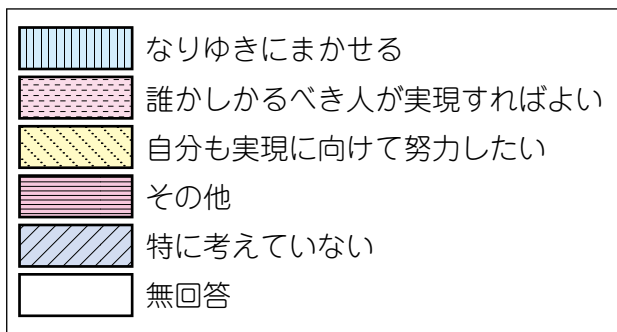 なりゆきにまかせる
誰かしかるべき人が実現すればよい
自分も実現に向けて努力したい
その他
特に考えていない
無回答